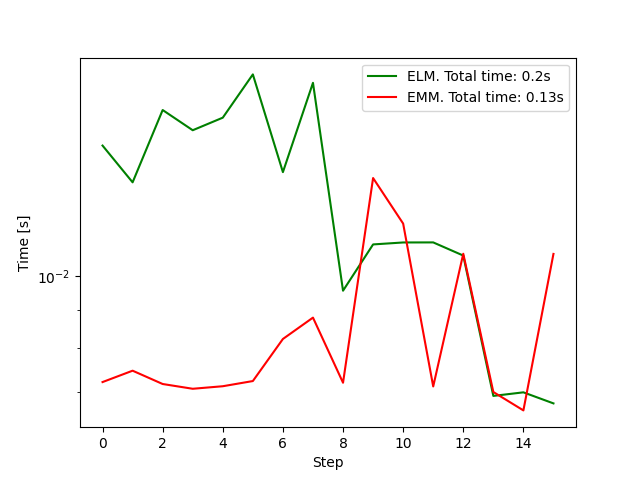 ELM. Total time: 0.2s
EMM. Total time: 0.13s
Time [s]
10⁻²
0 2 4 6 8 10 12 14
Step